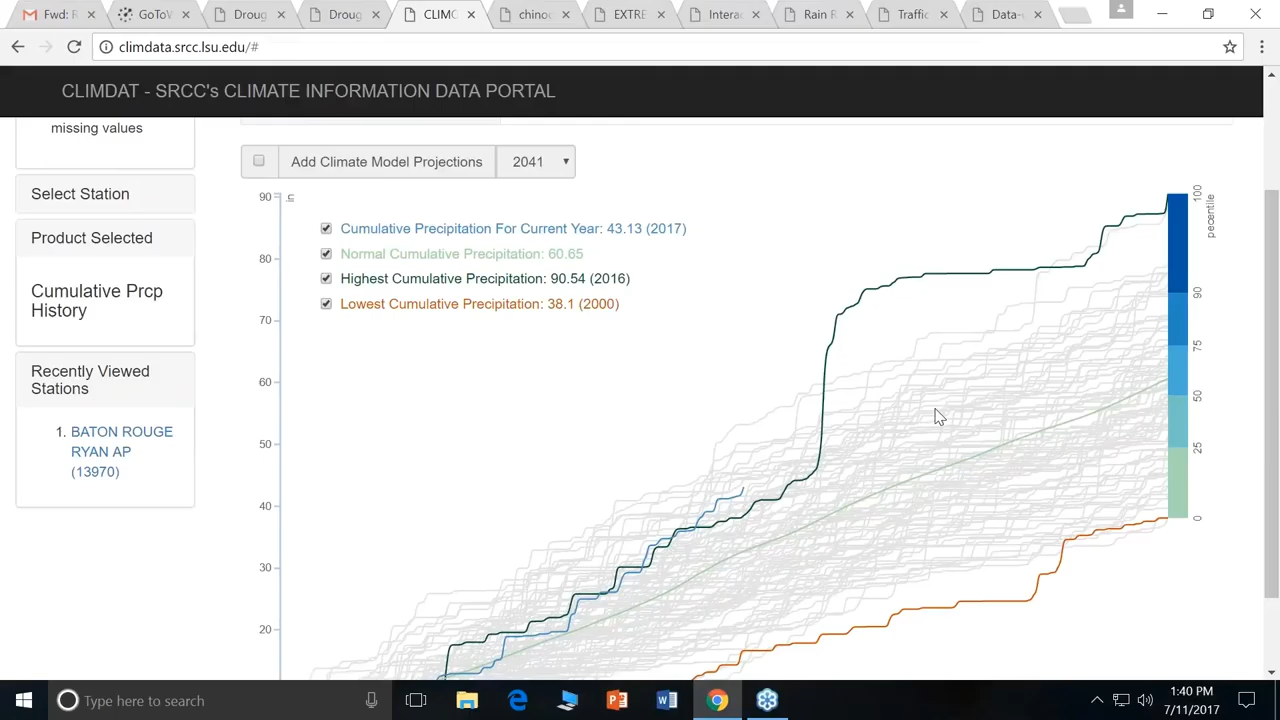 Fwd: R
GoToV
Droug
Droug
CLIMC
chinoc
EXTRE
Intera
Rain R
Traffic
Data-
climdata.srcc.lsu.edu/#
CLIMDAT - SRCC's CLIMATE INFORMATION DATA PORTAL
missing values
Select Station
Product Selected
Cumulative Prcp
History
Recently Viewed
Stations
1. BATON ROUGE
RYAN AP
(13970)
Add Climate Model Projections
2041
90
80
70
60
50
40
30
20
Cumulative Precipitation For Current Year: 43.13 (2017)
Normal Cumulative Precipitation: 60.65
Highest Cumulative Precipitation: 90.54 (2016)
Lowest Cumulative Precipitation: 38.1 (2000)
100
90
75
50
25
0
pecentile
Type here to search
1:40 PM
7/11/2017